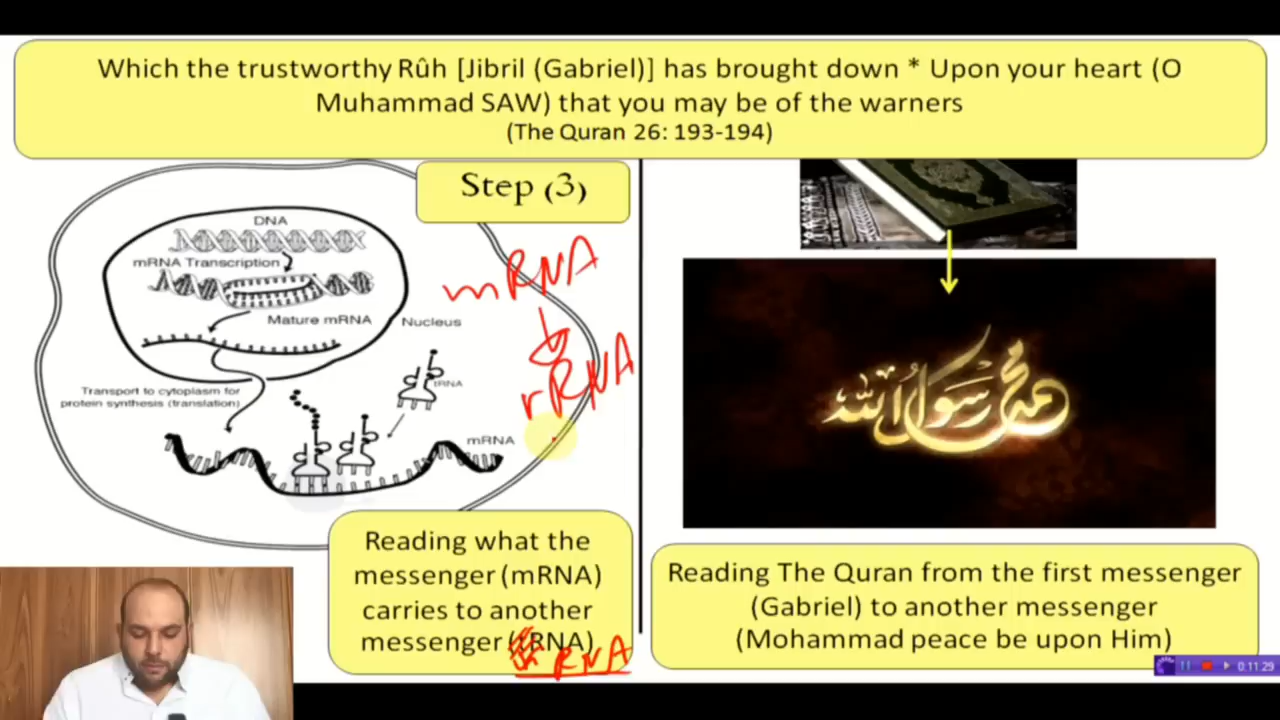 Which the trustworthy Rûh [Jibril (Gabriel)] has brought down * Upon your heart (O
Muhammad SAW) that you may be of the warners
(The Quran 26: 193-194)
Step (3)
DNA
mRNA Transcription
Mature mRNA
Nucleus
Transport to cytoplasm for
protein synthesis (translation)
tRNA
mRNA
mRNA
rRNA
Reading what the
messenger (mRNA)
carries to another
messenger (tRNA)
RNA
محمد رسول الله
Reading The Quran from the first messenger
(Gabriel) to another messenger
(Mohammad peace be upon Him)
0:11:29